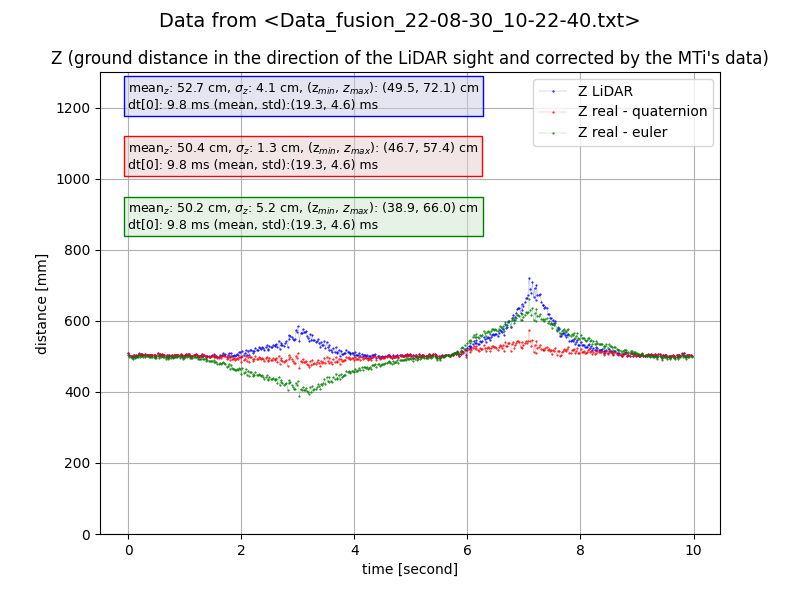 Data from <Data_fusion_22-08-30_10-22-40.txt>
Z (ground distance in the direction of the LiDAR sight and corrected by the MTi's data)
mean_z: 52.7 cm, σ_z: 4.1 cm, (z_min, z_max): (49.5, 72.1) cm
dt[0]: 9.8 ms (mean, std):(19.3, 4.6) ms
mean_z: 50.4 cm, σ_z: 1.3 cm, (z_min, z_max): (46.7, 57.4) cm
dt[0]: 9.8 ms (mean, std):(19.3, 4.6) ms
mean_z: 50.2 cm, σ_z: 5.2 cm, (z_min, z_max): (38.9, 66.0) cm
dt[0]: 9.8 ms (mean, std):(19.3, 4.6) ms
Z LiDAR
Z real - quaternion
Z real - euler
distance [mm]
1200
1000
800
600
400
200
0
0 2 4 6 8 10
time [second]